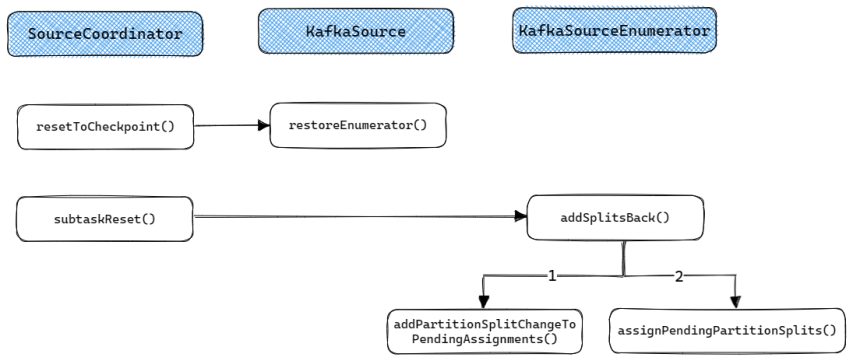 SourceCoordinator
KafkaSource
KafkaSourceEnumerator
resetToCheckpoint()
restoreEnumerator()
subtaskReset()
addSplitsBack()
1
2
addPartitionSplitChangeTo
PendingAssignments()
assignPendingPartitionSplits()